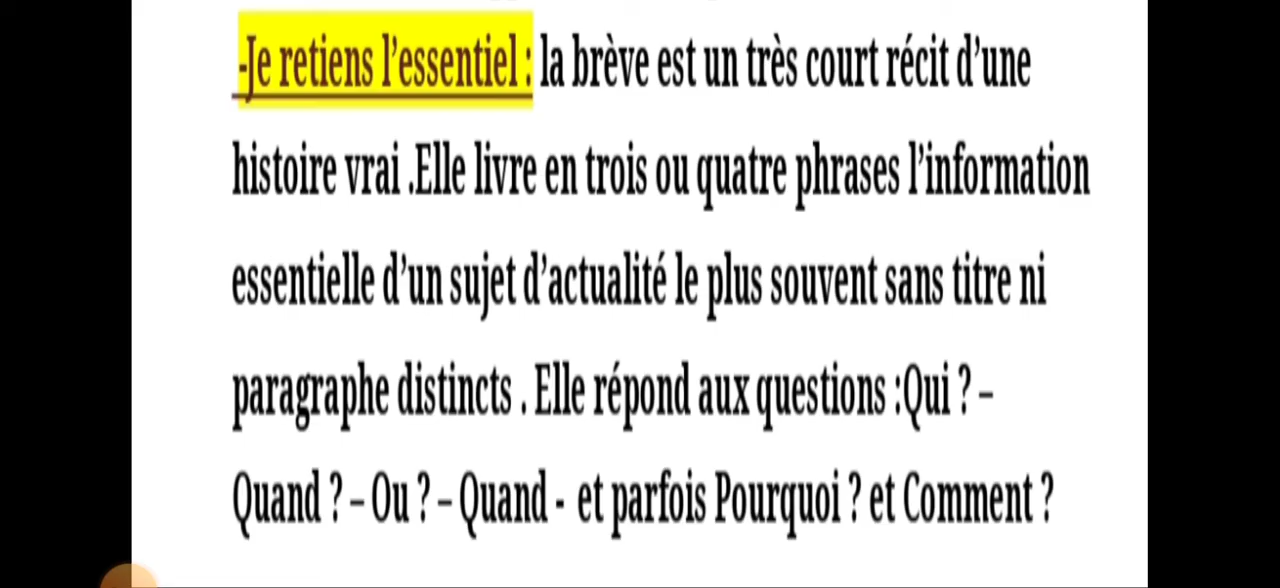 -Je retiens l’essentiel : la brève est un très court récit d’une
histoire vrai .Elle livre en trois ou quatre phrases l’information
essentielle d’un sujet d’actualité le plus souvent sans titre ni
paragraphe distincts . Elle répond aux questions :Qui ? –
Quand ? – Ou ? – Quand - et parfois Pourquoi ? et Comment ?